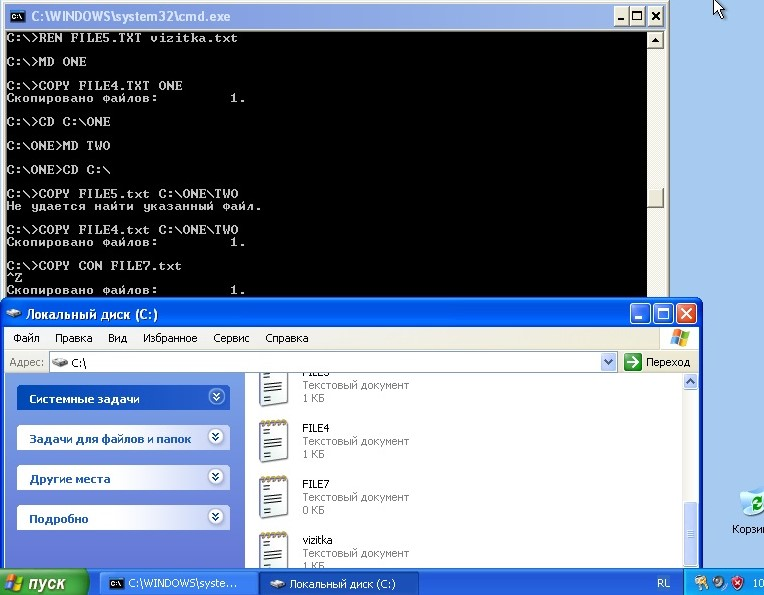 C:\WINDOWS\system32\cmd.exe
C:\>REN FILE5.TXT vizitka.txt
C:\>MD ONE
C:\>COPY FILE4.TXT ONE
Скопировано файлов: 1.
C:\>CD C:\ONE
C:\ONE>MD TWO
C:\ONE>CD C:\
C:\>COPY FILE5.txt C:\ONE\TWO
Не удается найти указанный файл.
C:\>COPY FILE4.txt C:\ONE\TWO
Скопировано файлов: 1.
C:\>COPY CON FILE7.txt
^Z
Скопировано файлов: 1.
Локальный диск (C:)
Файл Правка Вид Избранное Сервис Справка
Адрес: C:\ Переход
Системные задачи
Задачи для файлов и папок
Другие места
Подробно
Текстовый документ
1 КБ
FILE4
Текстовый документ
1 КБ
FILE7
Текстовый документ
0 КБ
vizitka
Текстовый документ
1 КБ
Корзи
пуск
C:\WINDOWS\syste...
Локальный диск (C:)
RL
10